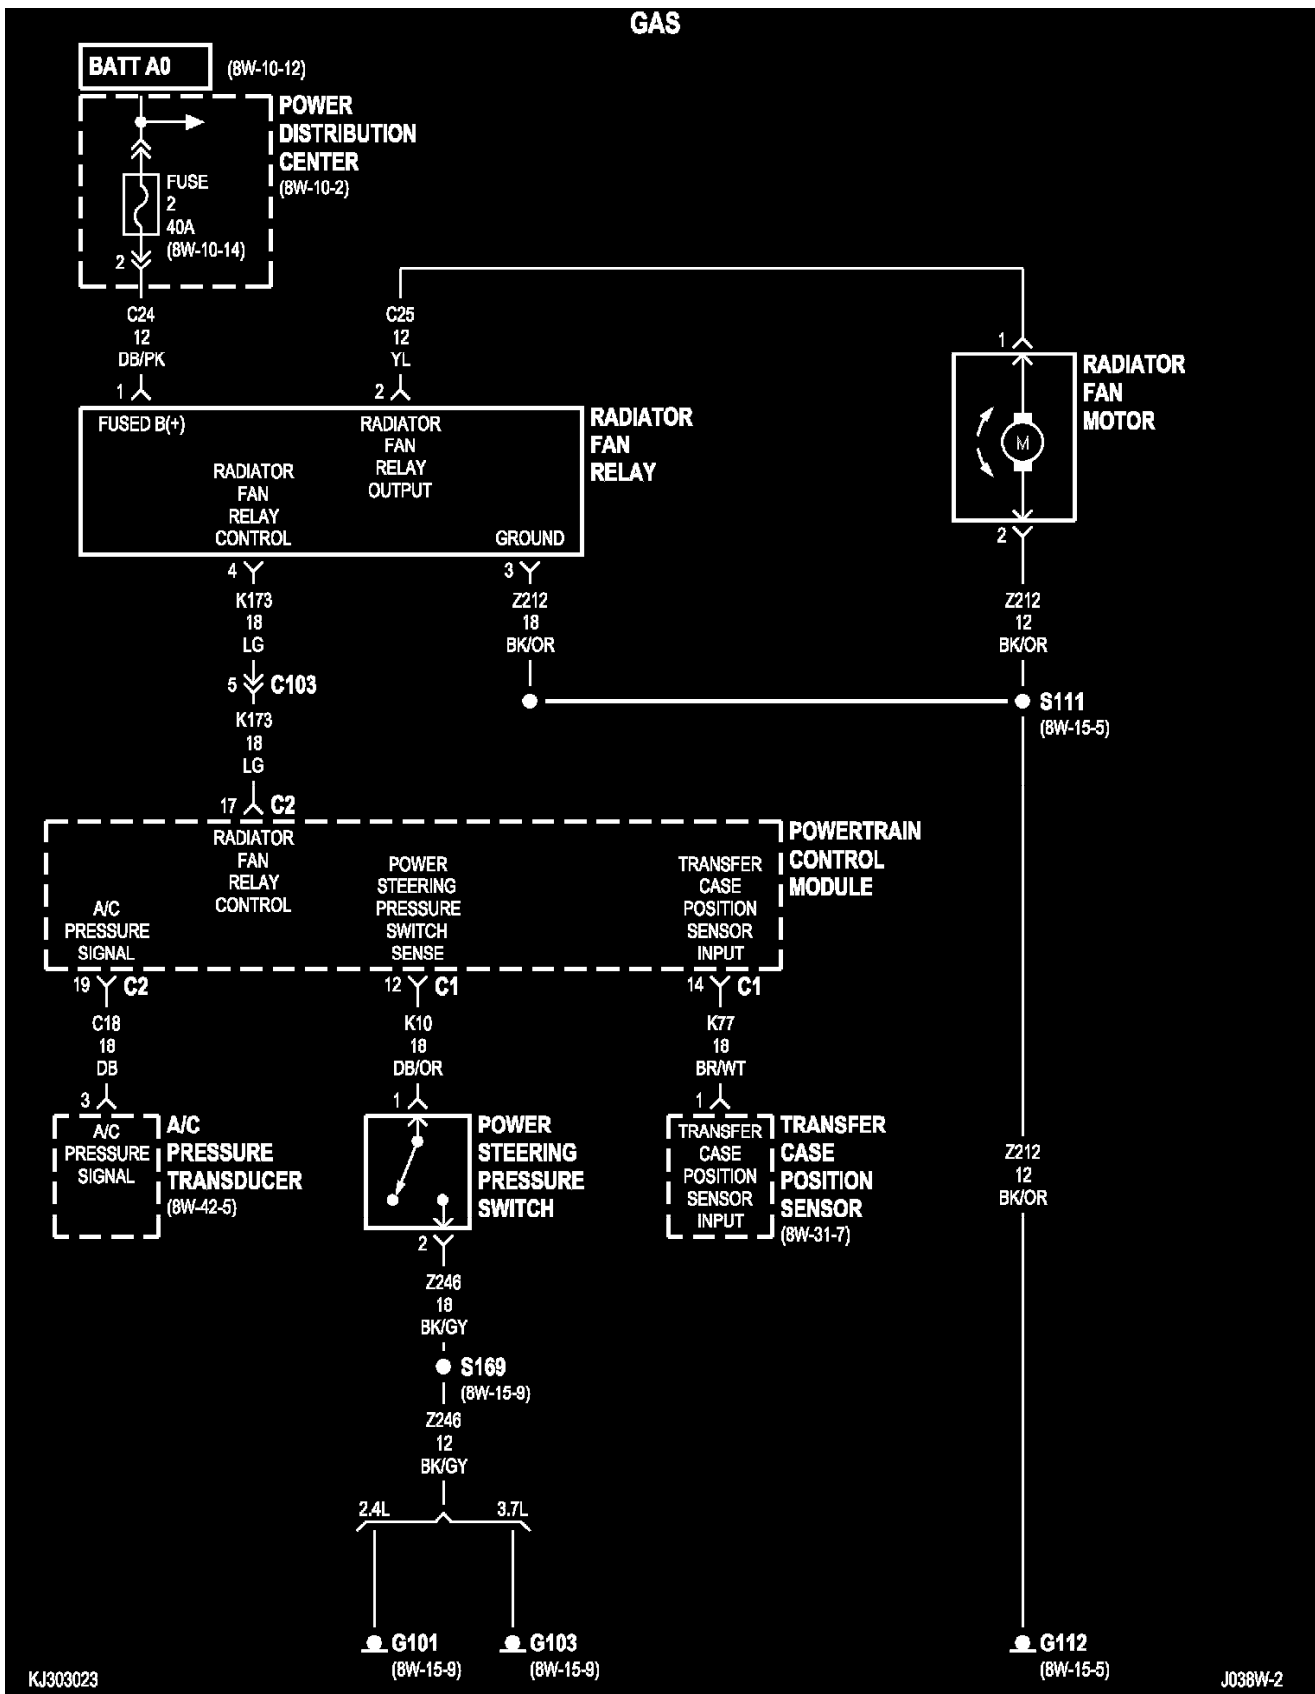 GAS
BATT A0
(8W-10-12)
POWER
DISTRIBUTION
CENTER
(8W-10-2)
FUSE
2
40A
(8W-10-14)
2
C24
12
DB/PK
1
C25
12
YL
2
1
RADIATOR
FAN
MOTOR
M
2
FUSED B(+)
RADIATOR
FAN
RELAY
OUTPUT
RADIATOR
FAN
RELAY
CONTROL
GROUND
RADIATOR
FAN
RELAY
4
K173
18
LG
3
Z212
18
BK/OR
Z212
12
BK/OR
5
C103
K173
18
LG
S111
(8W-15-5)
17
C2
RADIATOR
FAN
RELAY
CONTROL
POWER
STEERING
PRESSURE
SWITCH
SENSE
TRANSFER
CASE
POSITION
SENSOR
INPUT
A/C
PRESSURE
SIGNAL
POWERTRAIN
CONTROL
MODULE
19
C2
C18
18
DB
3
12
C1
K10
18
DB/OR
1
14
C1
K77
18
BR/WT
1
A/C
PRESSURE
SIGNAL
A/C
PRESSURE
TRANSDUCER
(8W-42-5)
POWER
STEERING
PRESSURE
SWITCH
TRANSFER
CASE
POSITION
SENSOR
INPUT
TRANSFER
CASE
POSITION
SENSOR
(8W-31-7)
Z212
12
BK/OR
2
Z246
18
BK/GY
S169
(8W-15-9)
Z246
12
BK/GY
2.4L
3.7L
G101
(8W-15-9)
G103
(8W-15-9)
G112
(8W-15-5)
KJ303023
J038W-2